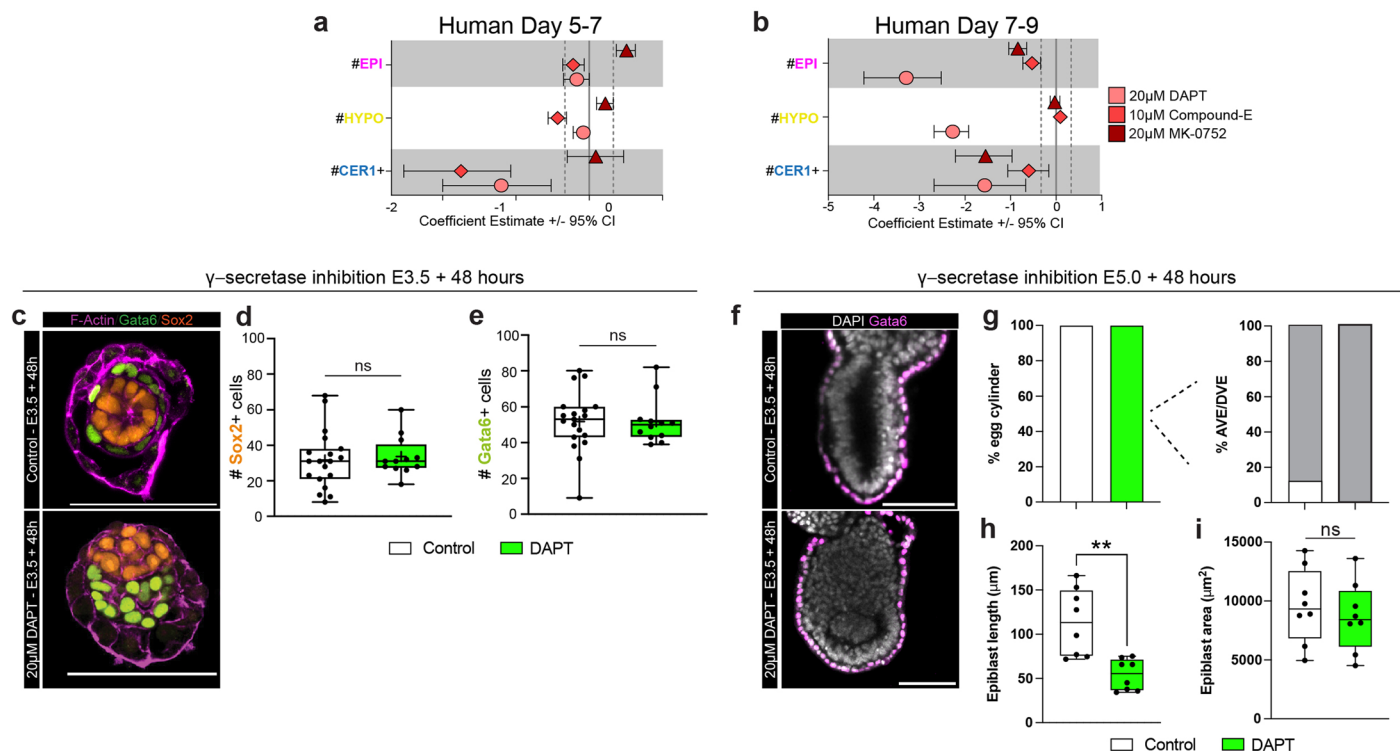 a
Human Day 5-7
#EPI
#HYPO
#CER1+
-2
-1
0
-1
Coefficient Estimate +/- 95% CI
b
Human Day 7-9
#EPI
#HYPO
#CER1+
-5
-4
-3
-2
-1
0
1
Coefficient Estimate +/- 95% CI
20μM DAPT
10μM Compound-E
20μM MK-0752
γ–secretase inhibition E3.5 + 48 hours
γ–secretase inhibition E5.0 + 48 hours
c
F-Actin Gata6 Sox2
Control - E3.5 + 48h
20μM DAPT - E3.5 + 48h
d
# Sox2+ cells
100
80
60
40
20
0
ns
e
# Gata6+ cells
100
80
60
40
20
0
ns
Control
DAPT
f
DAPI Gata6
Control - E3.5 + 48h
20μM DAPT - E3.5 + 48h
g
% egg cylinder
100
80
60
40
20
0
% AVE/DVE
100
80
60
40
20
0
h
Epiblast length (μm)
200
150
100
50
0
**
i
Epiblast area (μm²)
15000
10000
5000
0
ns
Control
DAPT